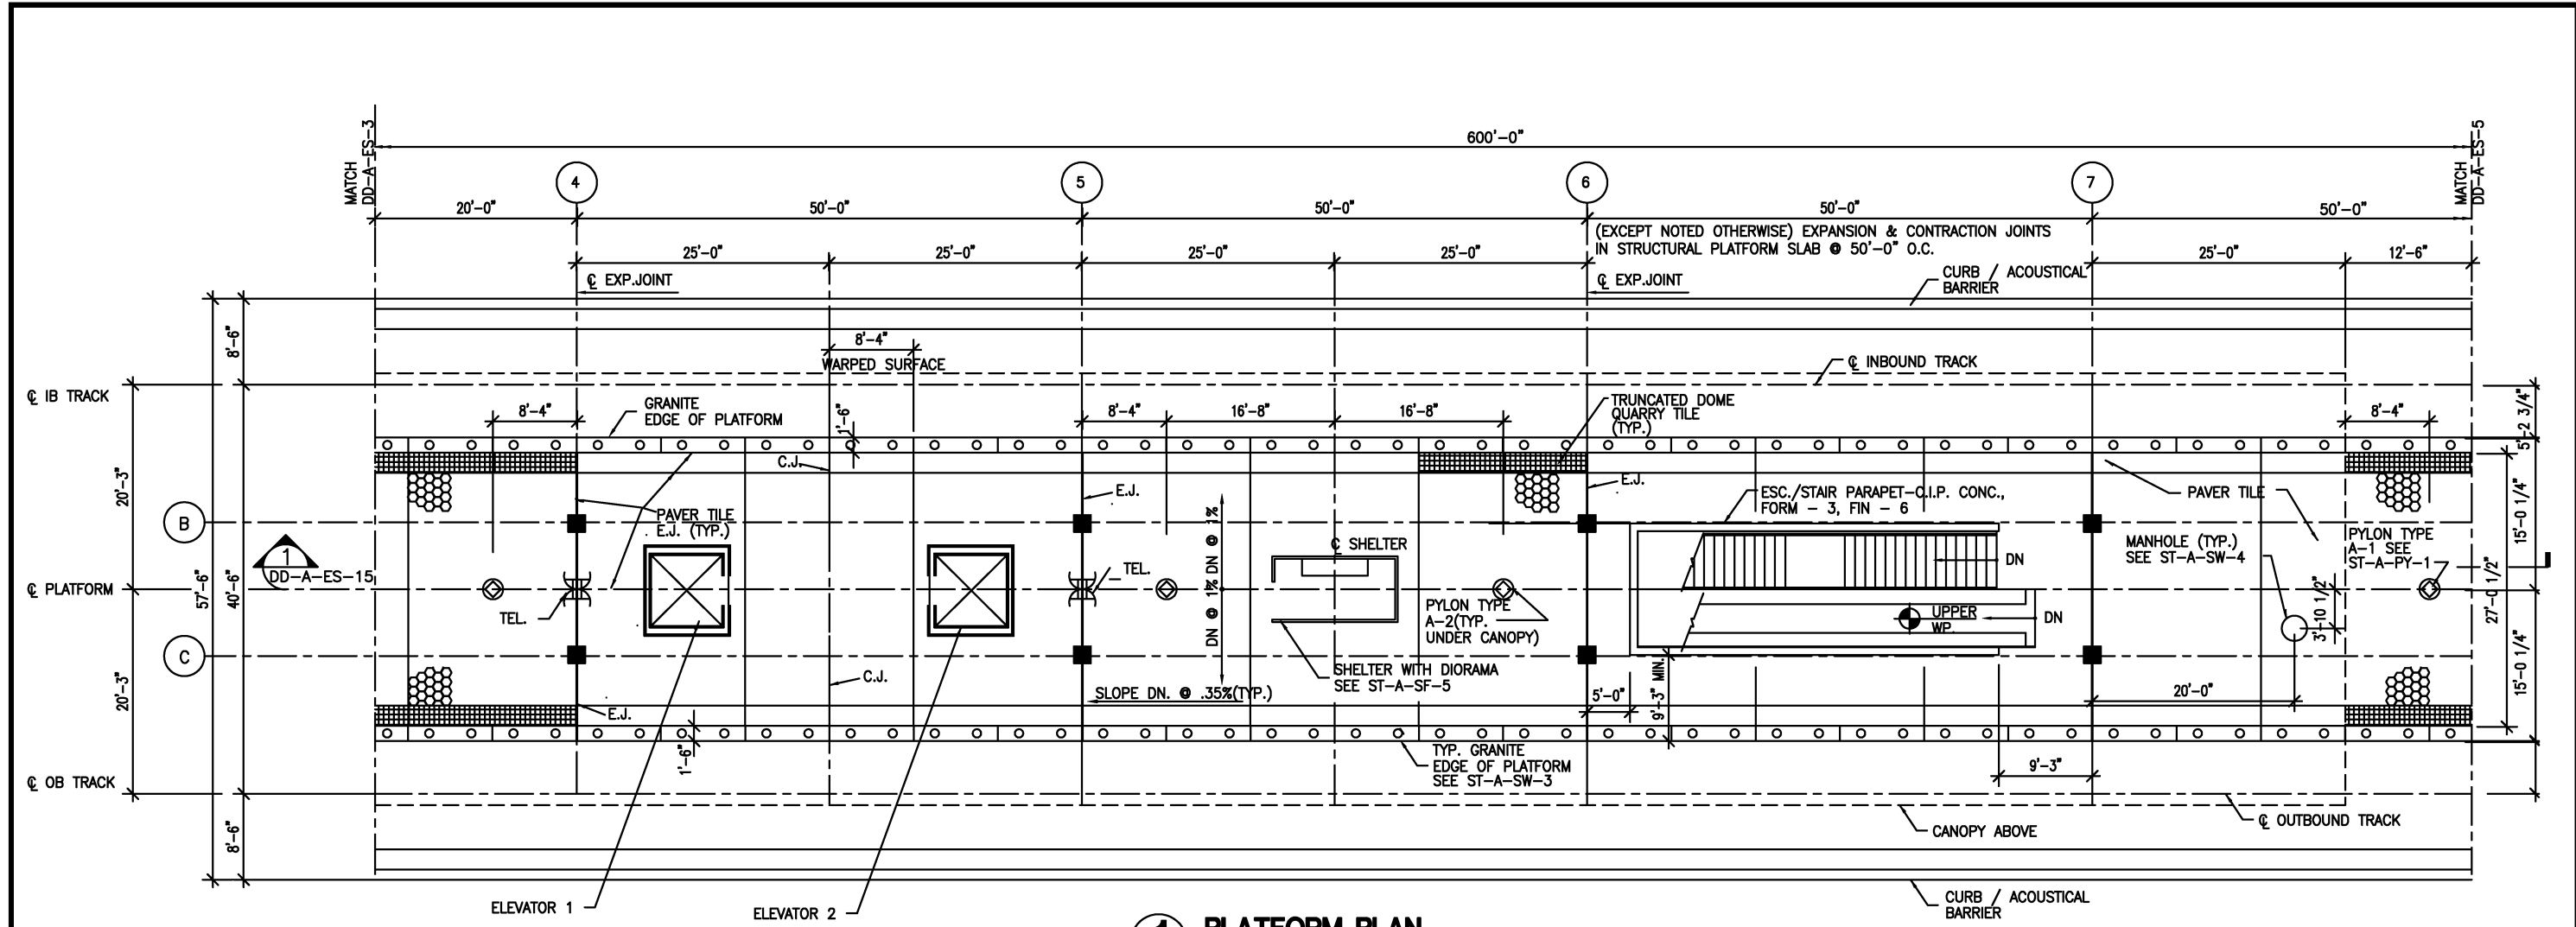 600'-0"
MATCH
DD-A-ES-3
MATCH
DD-A-ES-5
4
5
6
7
20'-0"
50'-0"
50'-0"
50'-0"
50'-0"
(EXCEPT NOTED OTHERWISE) EXPANSION & CONTRACTION JOINTS
IN STRUCTURAL PLATFORM SLAB @ 50'-0" O.C.
25'-0"
25'-0"
25'-0"
25'-0"
25'-0"
12'-6"
℄ EXP.JOINT
℄ EXP.JOINT
CURB / ACOUSTICAL
BARRIER
8'-6"
8'-4"
WARPED SURFACE
℄ INBOUND TRACK
℄ IB TRACK
8'-4"
GRANITE
EDGE OF PLATFORM
1'-6"
8'-4"
16'-8"
16'-8"
TRUNCATED DOME
QUARRY TILE
(TYP.)
8'-4"
5'-2 3/4"
C.J.
E.J.
E.J.
20'-3"
ESC./STAIR PARAPET-C.I.P. CONC.,
FORM - 3, FIN - 6
PAVER TILE
B
PAVER TILE
E.J. (TYP.)
DN @ 1% DN @ 1%
℄ SHELTER
MANHOLE (TYP.)
SEE ST-A-SW-4
PYLON TYPE
A-1 SEE
ST-A-PY-1
15'-0 1/4"
1
DD-A-ES-15
TEL.
DN
℄ PLATFORM
57'-6"
40'-6"
TEL.
PYLON TYPE
A-2(TYP.
UNDER CANOPY)
UPPER
WP.
DN
3'-10 1/2"
27'-0 1/2"
C
20'-3"
C.J.
SHELTER WITH DIORAMA
SEE ST-A-SF-5
9'-3" MIN.
15'-0 1/4"
SLOPE DN. @ .35%(TYP.)
5'-0"
20'-0"
E.J.
1'-6"
TYP. GRANITE
EDGE OF PLATFORM
SEE ST-A-SW-3
9'-3"
℄ OB TRACK
8'-6"
CANOPY ABOVE
℄ OUTBOUND TRACK
ELEVATOR 1
ELEVATOR 2
CURB / ACOUSTICAL
BARRIER
1
PLATFORM PLAN